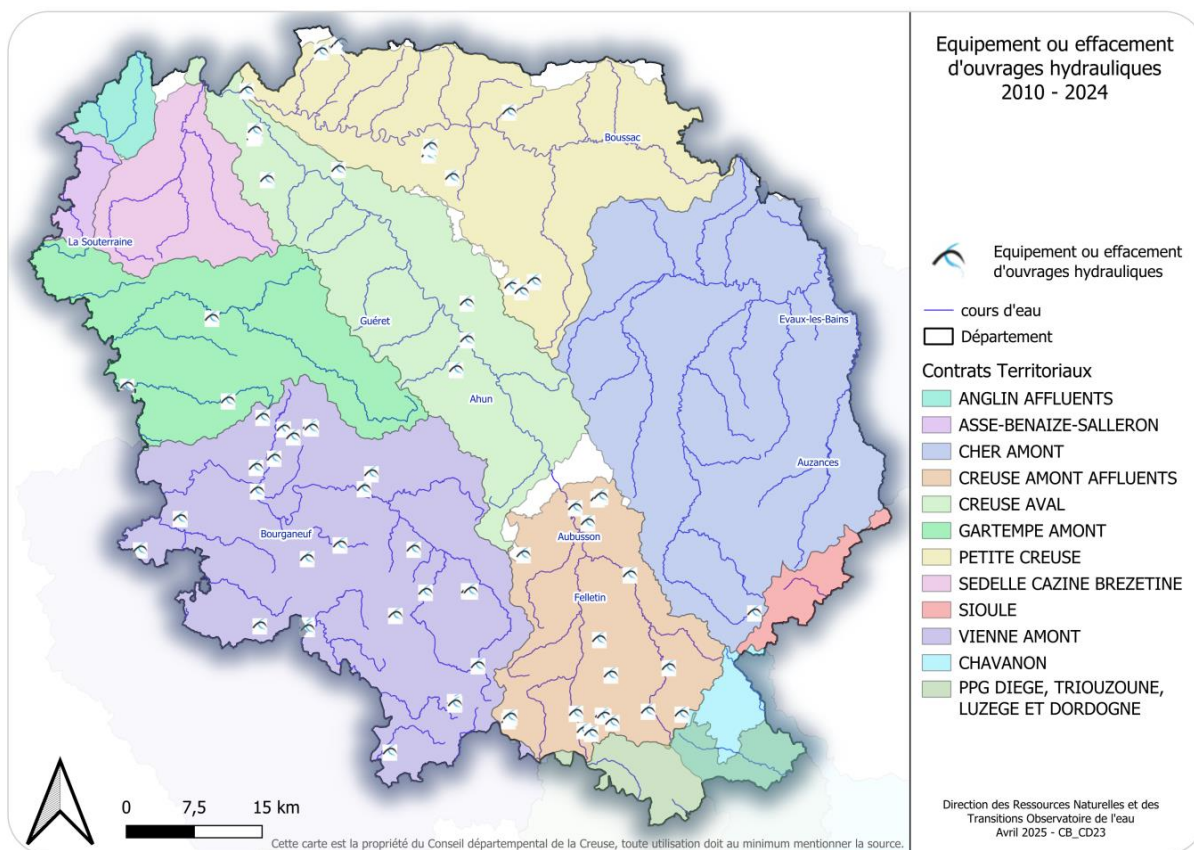 Equipement ou effacement
d'ouvrages hydrauliques
2010 - 2024
Boussac
La Souterraine
Guéret
Evaux-les-Bains
Ahun
Auzances
Bourganeuf
Aubusson
Felletin
Equipement ou effacement
d'ouvrages hydrauliques
cours d'eau
Département
Contrats Territoriaux
ANGLIN AFFLUENTS
ASSE-BENAIZE-SALLERON
CHER AMONT
CREUSE AMONT AFFLUENTS
CREUSE AVAL
GARTEMPE AMONT
PETITE CREUSE
SEDELLE CAZINE BREZETINE
SIOULE
VIENNE AMONT
CHAVANON
PPG DIEGE, TRIOUZOUNE,
LUZEGE ET DORDOGNE
0 7,5 15 km
Cette carte est la propriété du Conseil départempental de la Creuse, toute utilisation doit au minimum mentionner la source.
Direction des Ressources Naturelles et des
Transitions Observatoire de l'eau
Avril 2025 - CB_CD23